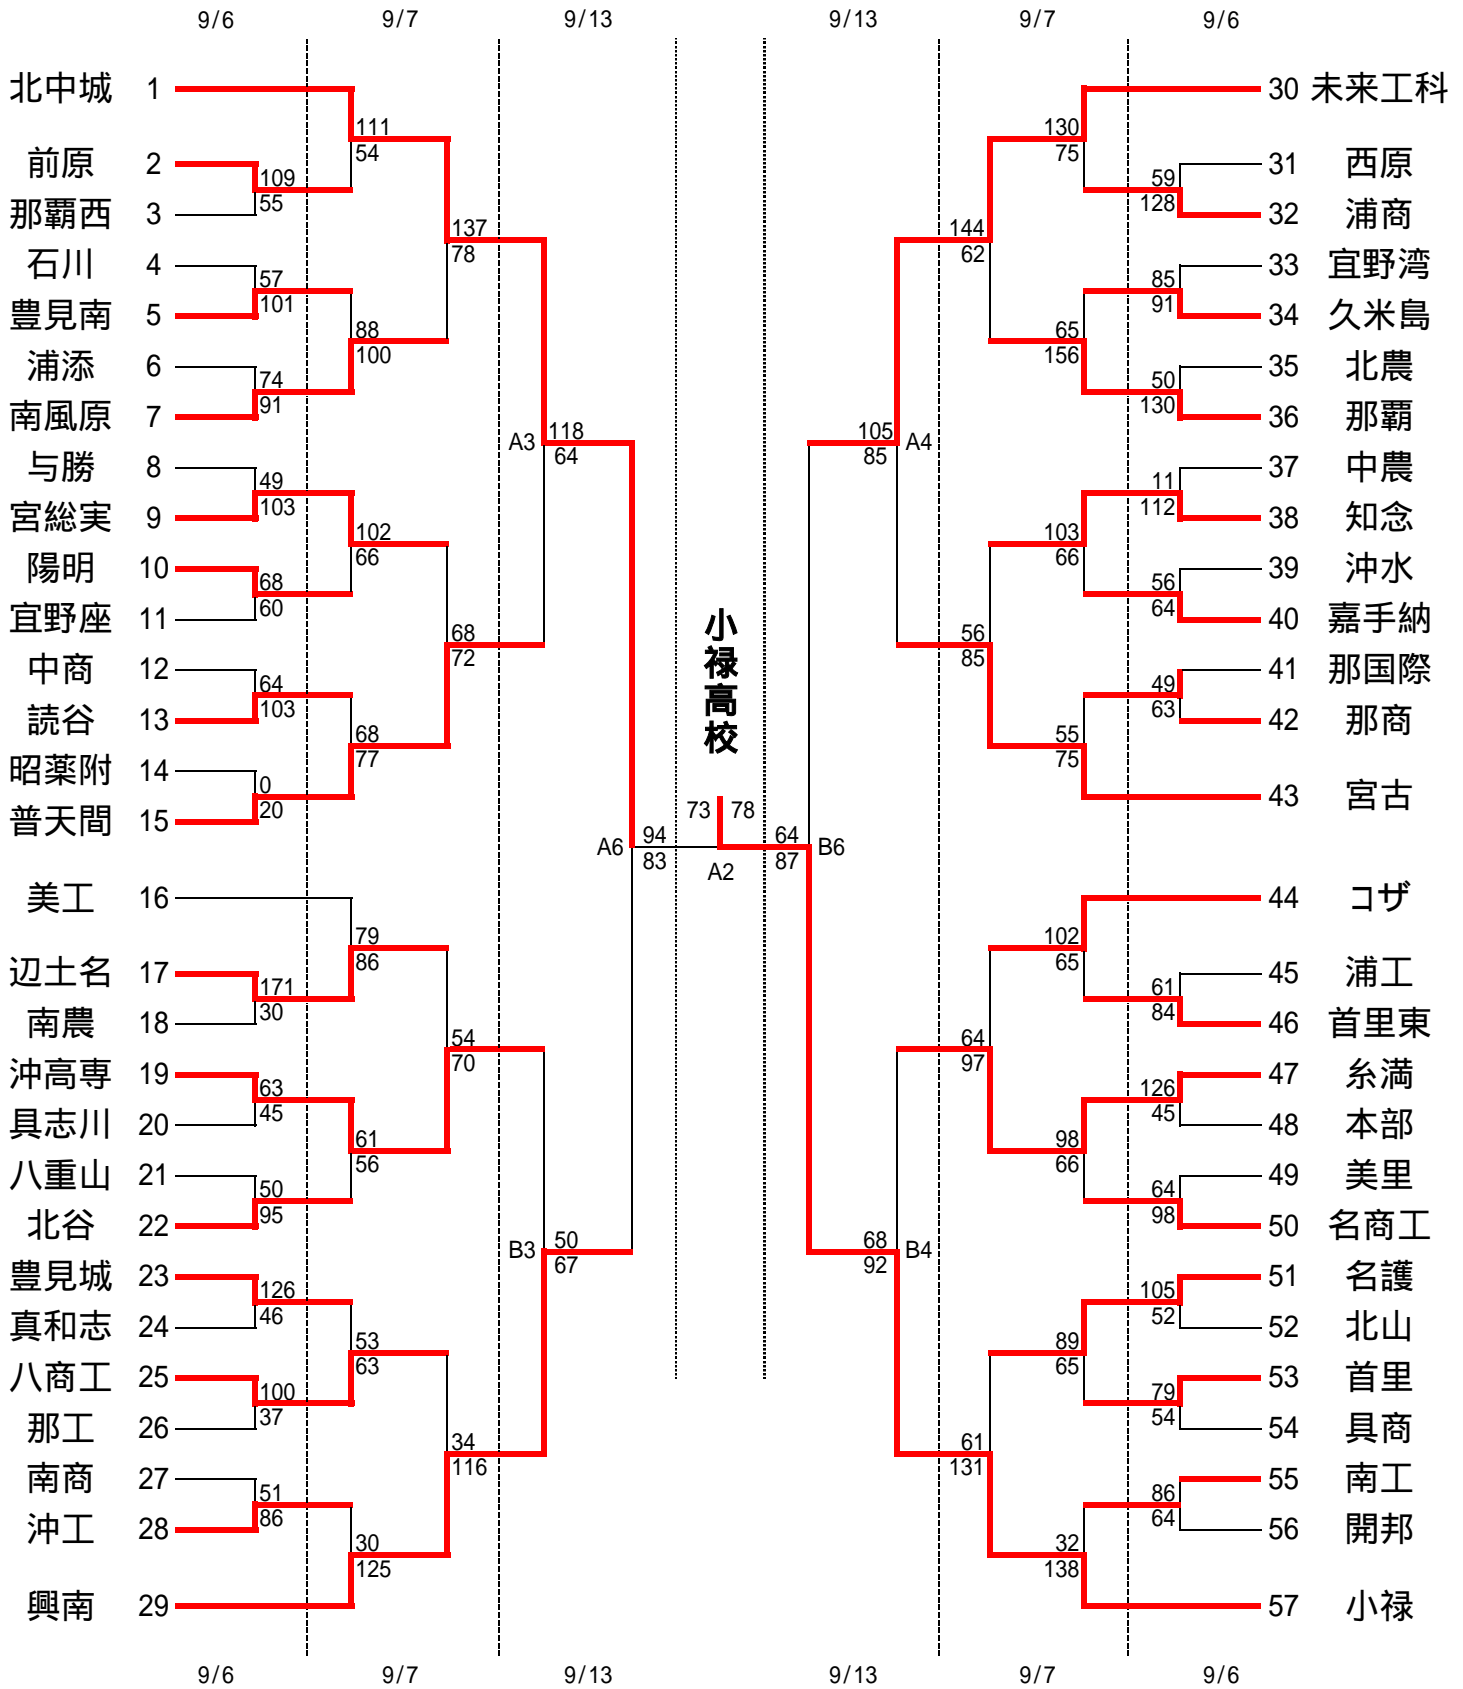 9/6 9/7 9/13 9/13 9/7 9/6
北中城 1
前原 2
那覇西 3
石川 4
豊見南 5
浦添 6
南風原 7
与勝 8
宮総実 9
陽明 10
宜野座 11
中商 12
読谷 13
昭薬附 14
普天間 15
美工 16
辺土名 17
南農 18
沖高専 19
具志川 20
八重山 21
北谷 22
豊見城 23
真和志 24
八商工 25
那工 26
南商 27
沖工 28
興南 29
109
55
57
101
74
91
49
103
68
60
64
103
0
20
171
30
63
45
50
95
126
46
100
37
51
86
111
54
88
100
102
66
68
77
79
86
61
56
53
63
30
125
137
78
68
72
54
70
34
116
A3
118
64
B3
50
67
A6
94
83
小禄高校
73 78
A2
64
87
B6
105
85
A4
68
92
B4
144
62
56
85
64
97
61
131
130
75
65
156
103
66
55
75
102
65
98
66
89
65
32
138
59
128
85
91
50
130
11
112
56
64
49
63
61
84
126
45
64
98
105
52
79
54
86
64
30 未来工科
31 西原
32 浦商
33 宜野湾
34 久米島
35 北農
36 那覇
37 中農
38 知念
39 沖水
40 嘉手納
41 那国際
42 那商
43 宮古
44 コザ
45 浦工
46 首里東
47 糸満
48 本部
49 美里
50 名商工
51 名護
52 北山
53 首里
54 具商
55 南工
56 開邦
57 小禄
9/6 9/7 9/13 9/13 9/7 9/6